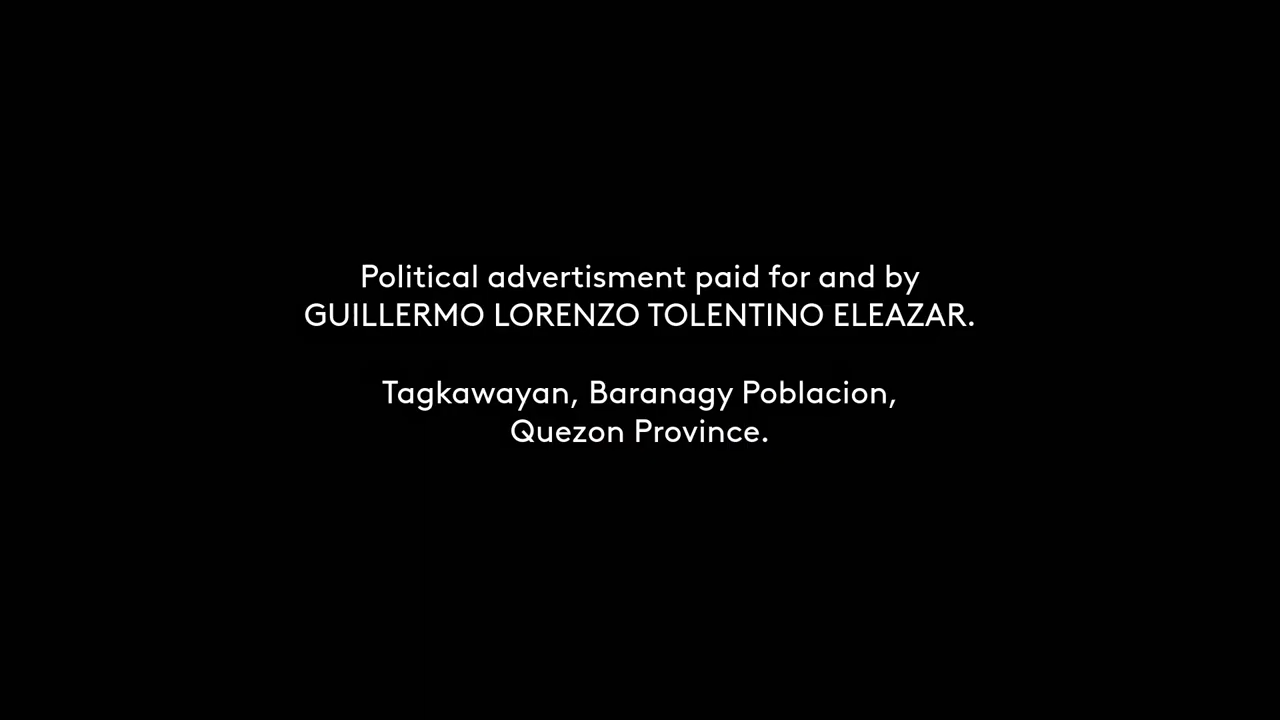 Political advertisment paid for and by
GUILLERMO LORENZO TOLENTINO ELEAZAR.
Tagkawayan, Baranagy Poblacion,
Quezon Province.